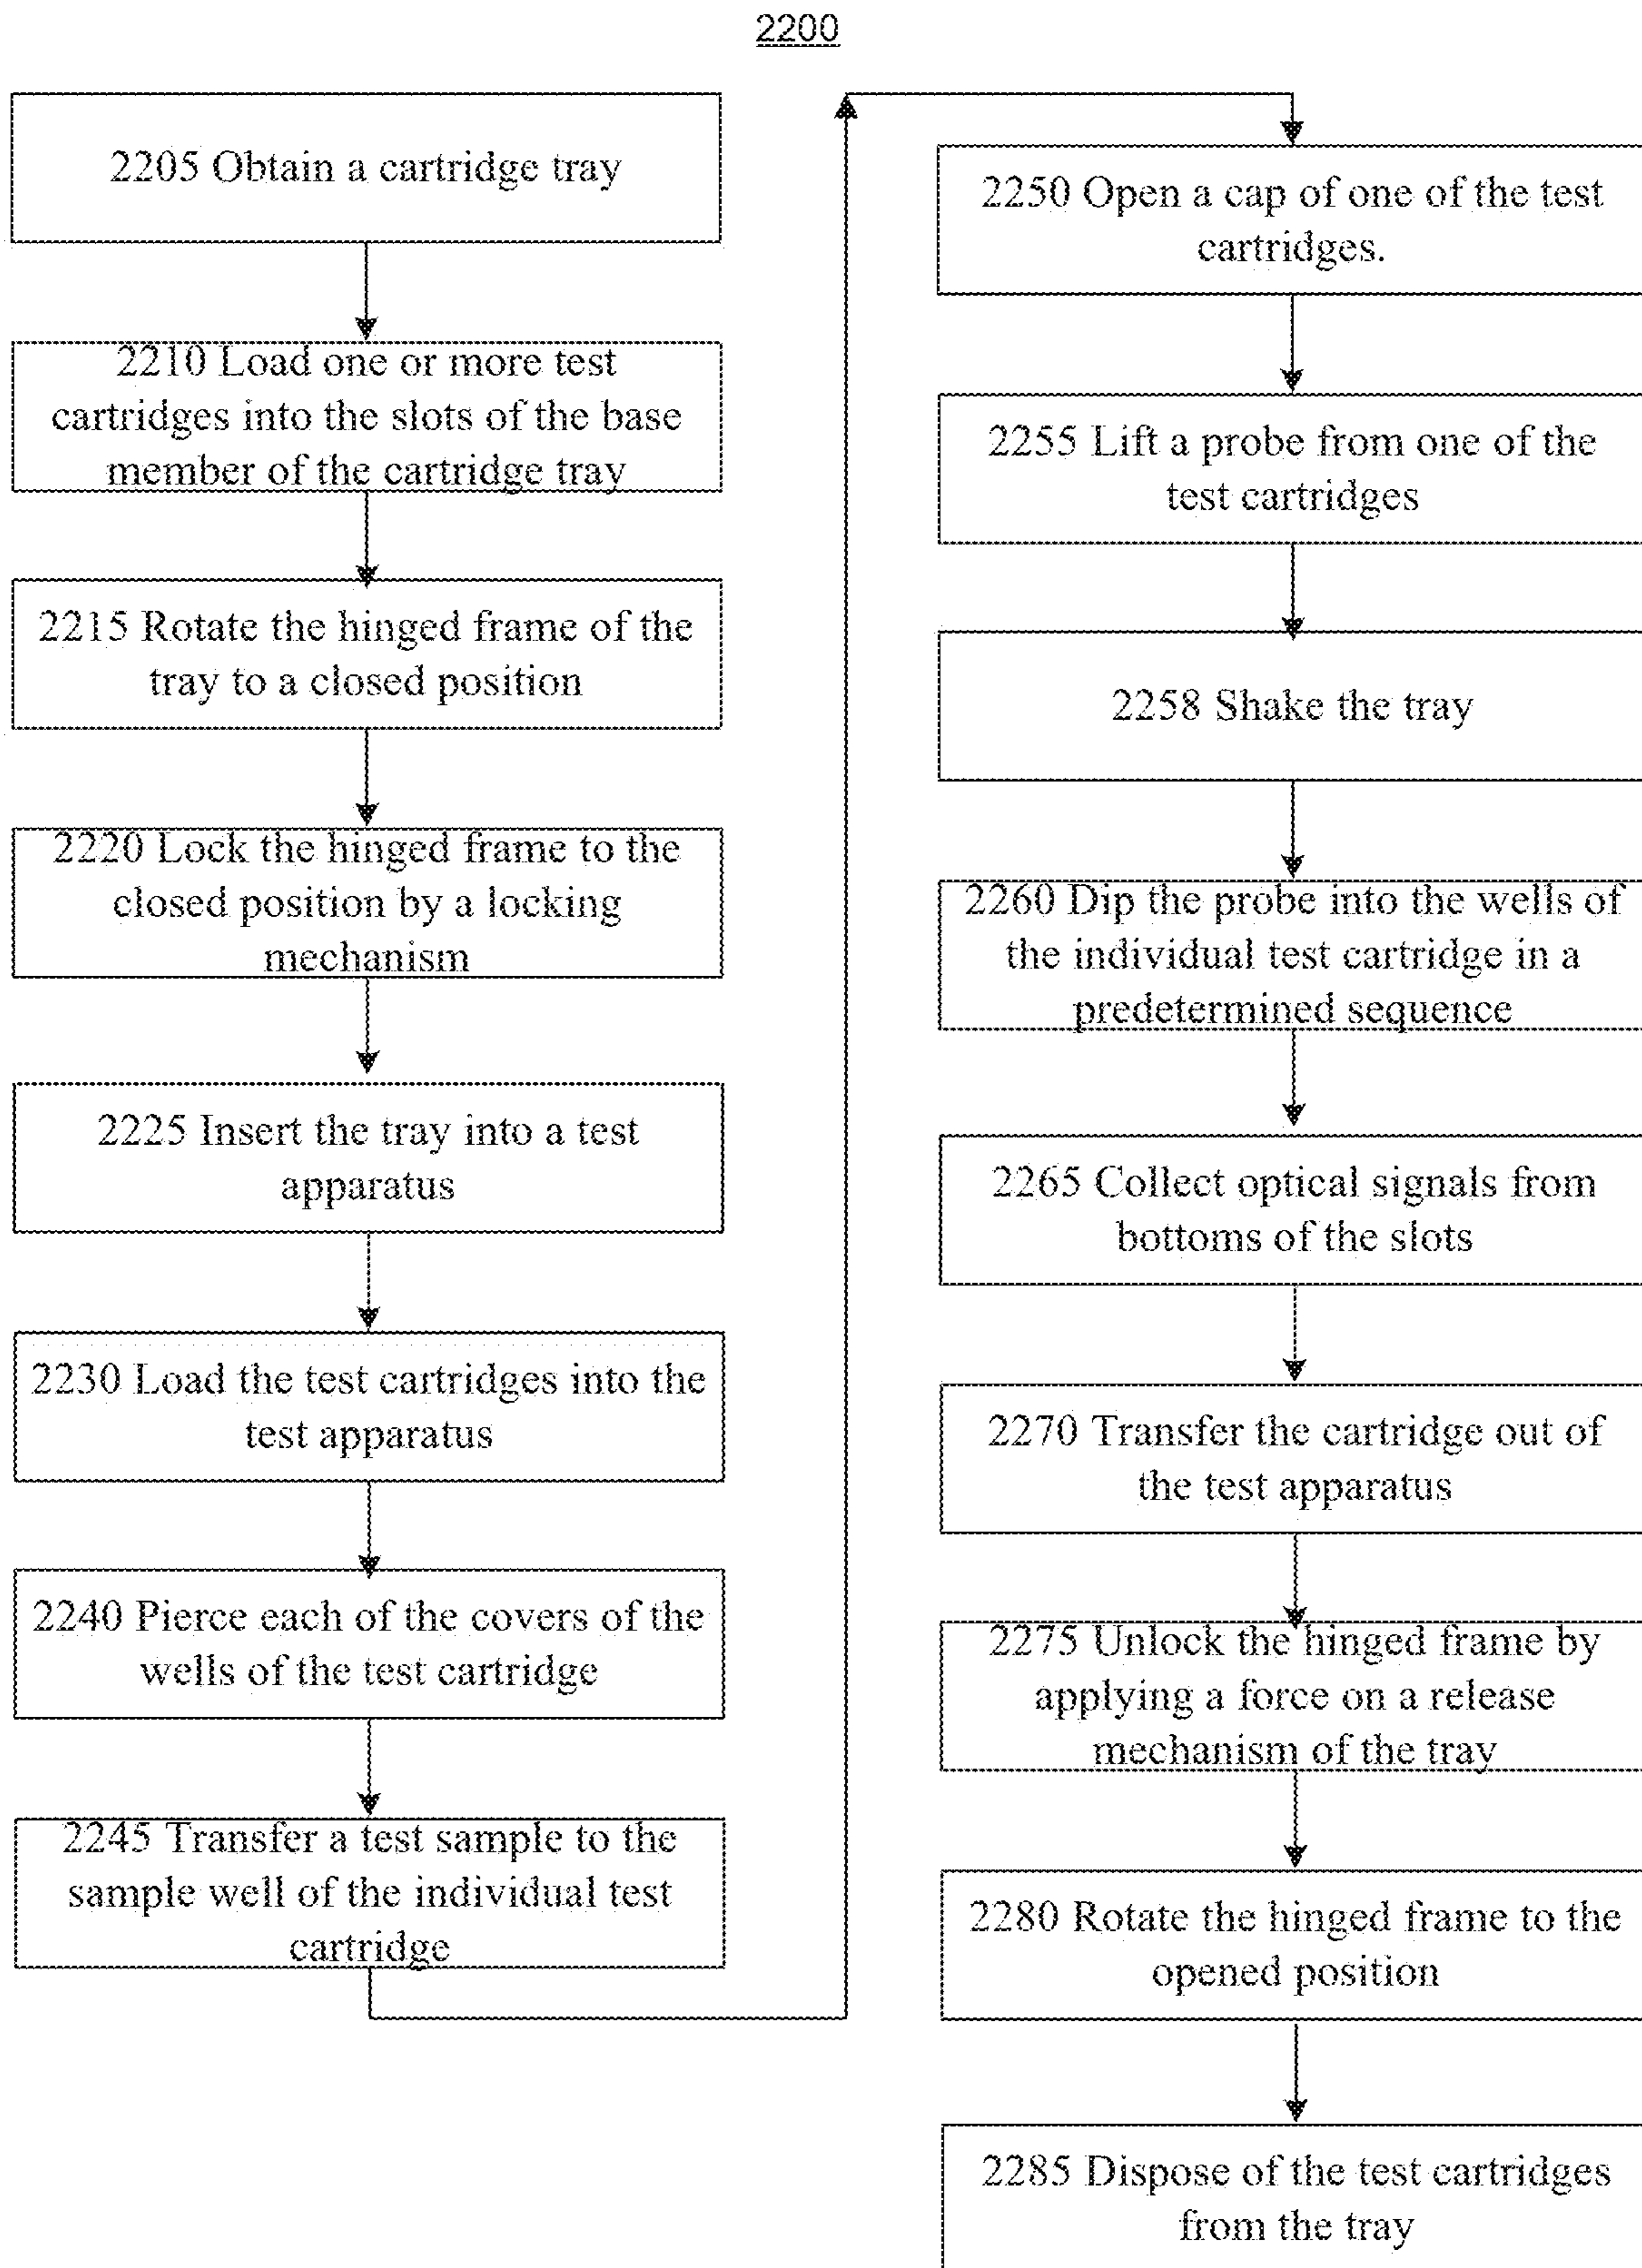 2200
2205 Obtain a cartridge tray
2210 Load one or more test
cartridges into the slots of the base
member of the cartridge tray
2215 Rotate the hinged frame of the
tray to a closed position
2220 Lock the hinged frame to the
closed position by a locking
mechanism
2225 Insert the tray into a test
apparatus
2230 Load the test cartridges into the
test apparatus
2240 Pierce each of the covers of the
wells of the test cartridge
2245 Transfer a test sample to the
sample well of the individual test
cartridge
2250 Open a cap of one of the test
cartridges.
2255 Lift a probe from one of the
test cartridges
2258 Shake the tray
2260 Dip the probe into the wells of
the individual test cartridge in a
predetermined sequence
2265 Collect optical signals from
bottoms of the slots
2270 Transfer the cartridge out of
the test apparatus
2275 Unlock the hinged frame by
applying a force on a release
mechanism of the tray
2280 Rotate the hinged frame to the
opened position
2285 Dispose of the test cartridges
from the tray